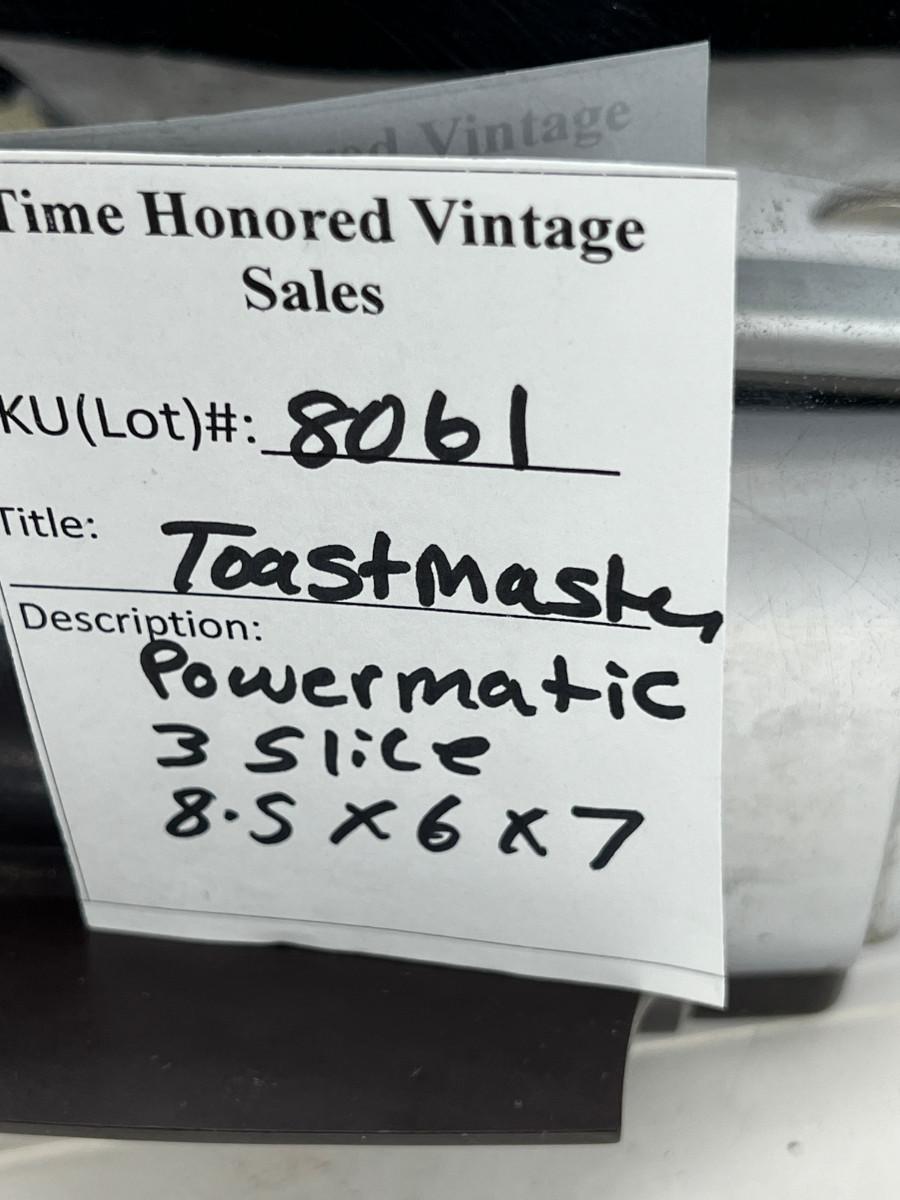 Vintage
Time Honored Vintage
Sales
KU(Lot)#: 8061
Title: Toastmaster
Description:
Powermatic
3 Slice
8.5 x 6 x 7